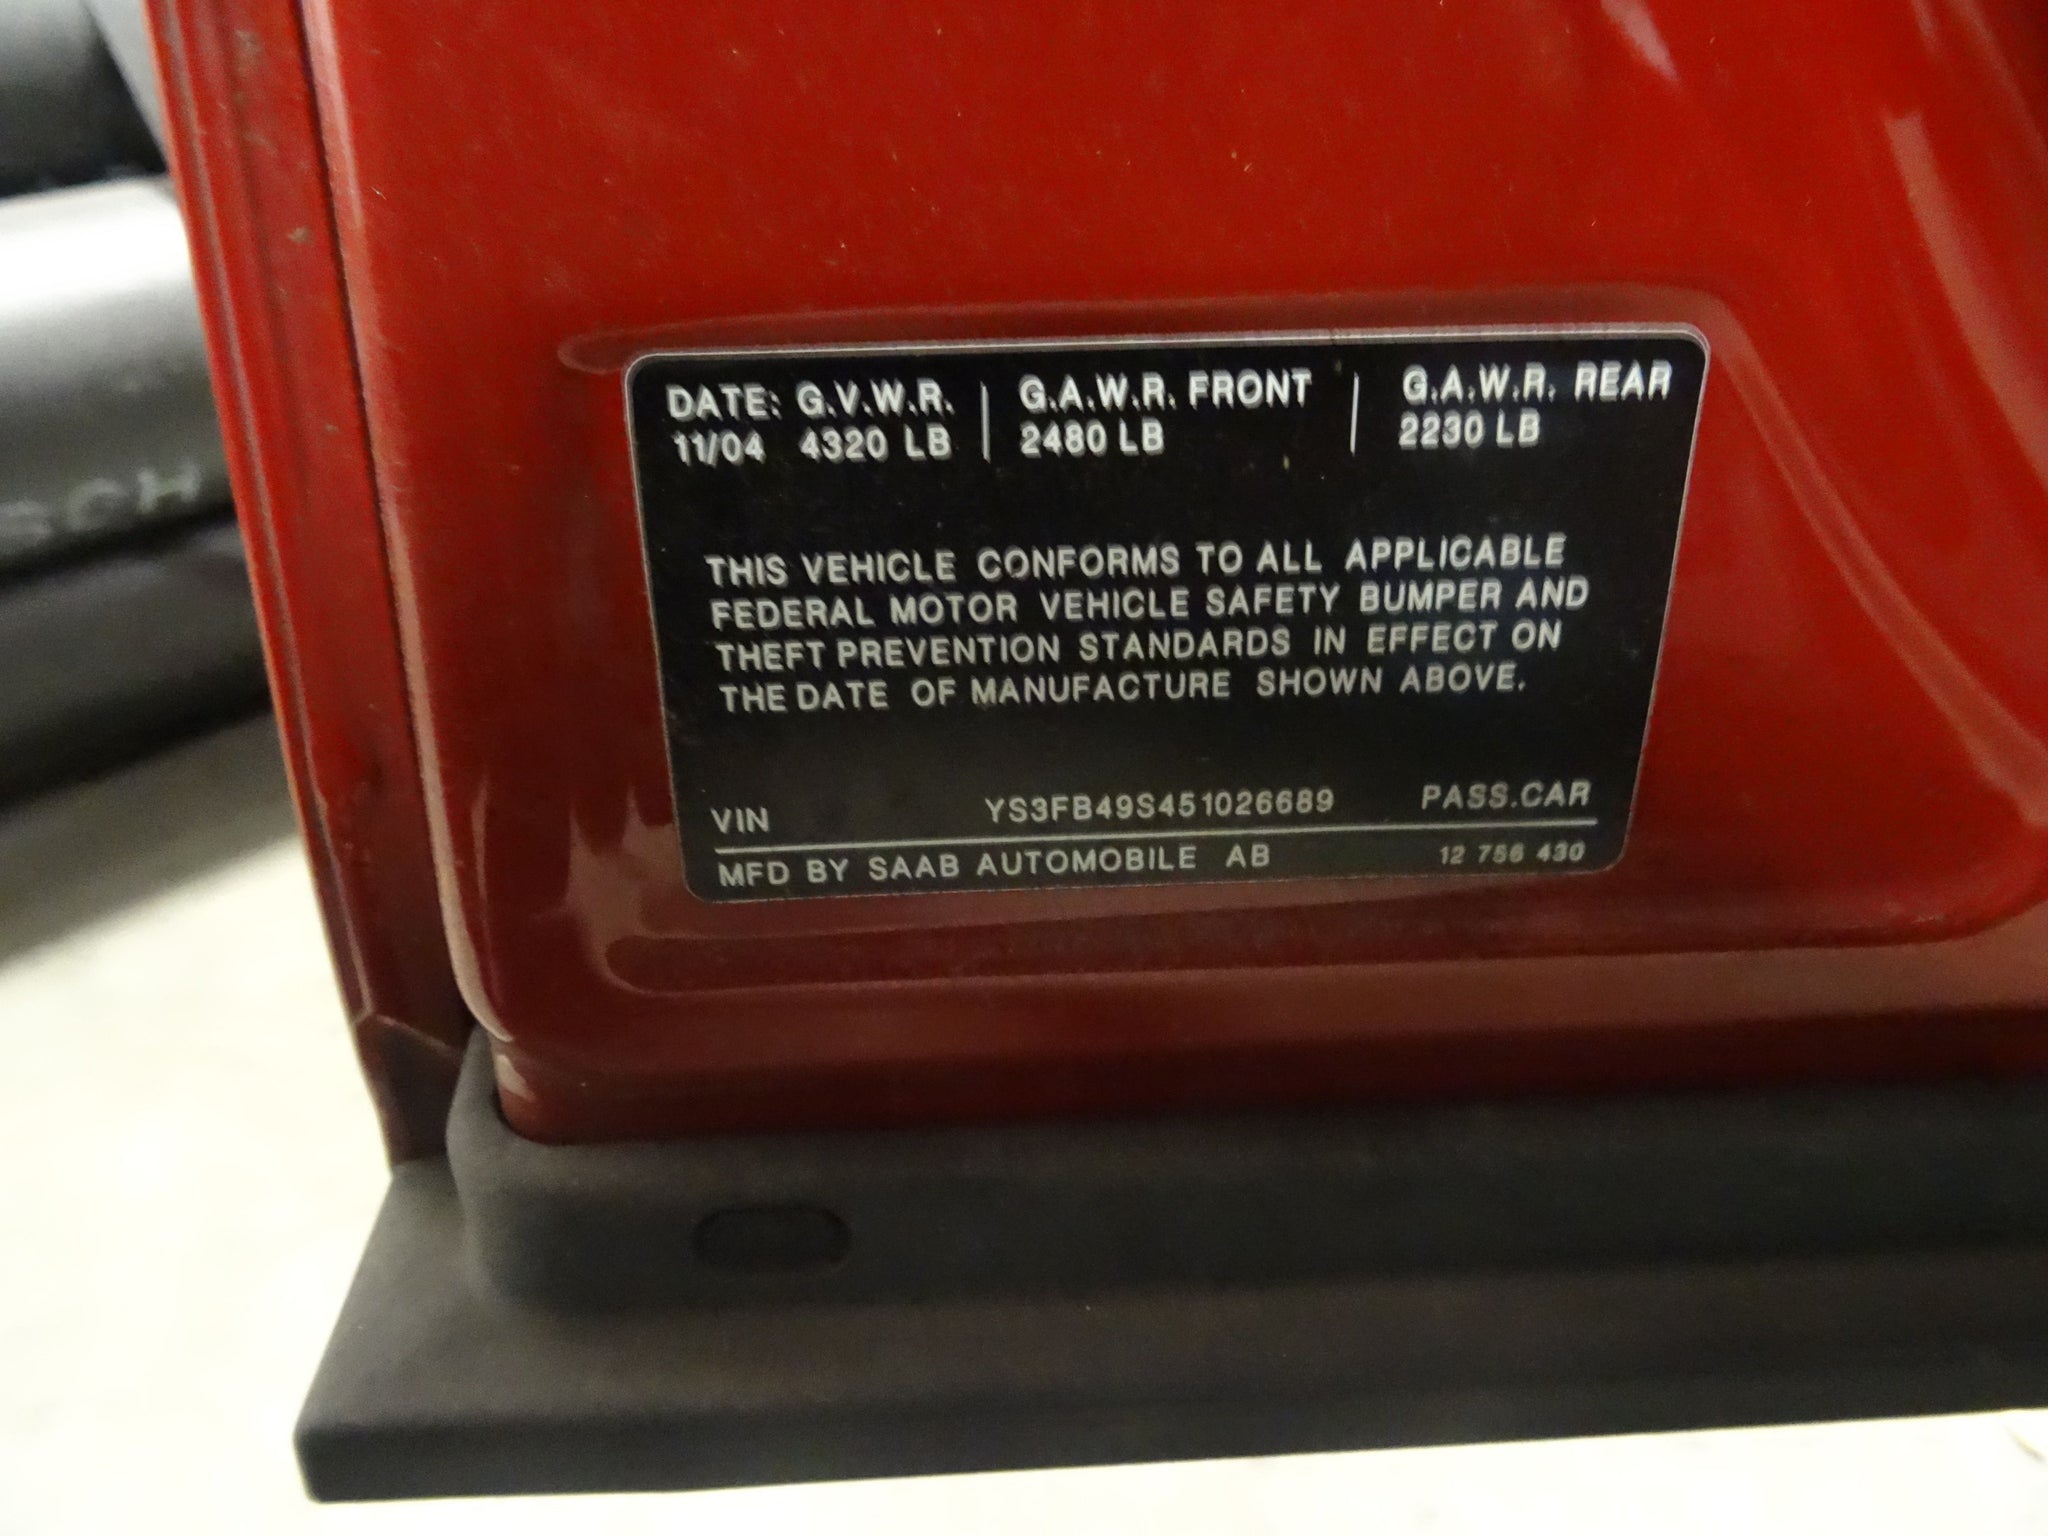 DATE: G.V.W.R. | G.A.W.R. FRONT | G.A.W.R. REAR
11/04 4320 LB | 2480 LB | 2230 LB
THIS VEHICLE CONFORMS TO ALL APPLICABLE
FEDERAL MOTOR VEHICLE SAFETY BUMPER AND
THEFT PREVENTION STANDARDS IN EFFECT ON
THE DATE OF MANUFACTURE SHOWN ABOVE.
VIN YS3FB49S451026689 PASS.CAR
MFD BY SAAB AUTOMOBILE AB 12 756 430